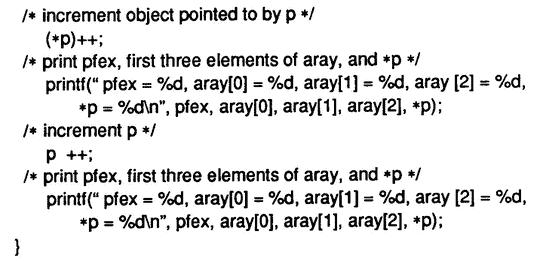 /* increment object pointed to by p */
(*p)++;
/* print pfex, first three elements of aray, and *p */
printf(“ pfex = %d, aray[0] = %d, aray[1] = %d, aray [2] = %d,
*p = %d\n”, pfex, aray[0], aray[1], aray[2], *p);
/* increment p */
p ++;
/* print pfex, first three elements of aray, and *p */
printf(“ pfex = %d, aray[0] = %d, aray[1] = %d, aray [2] = %d,
*p = %d\n”, pfex, aray[0], aray[1], aray[2], *p);
}